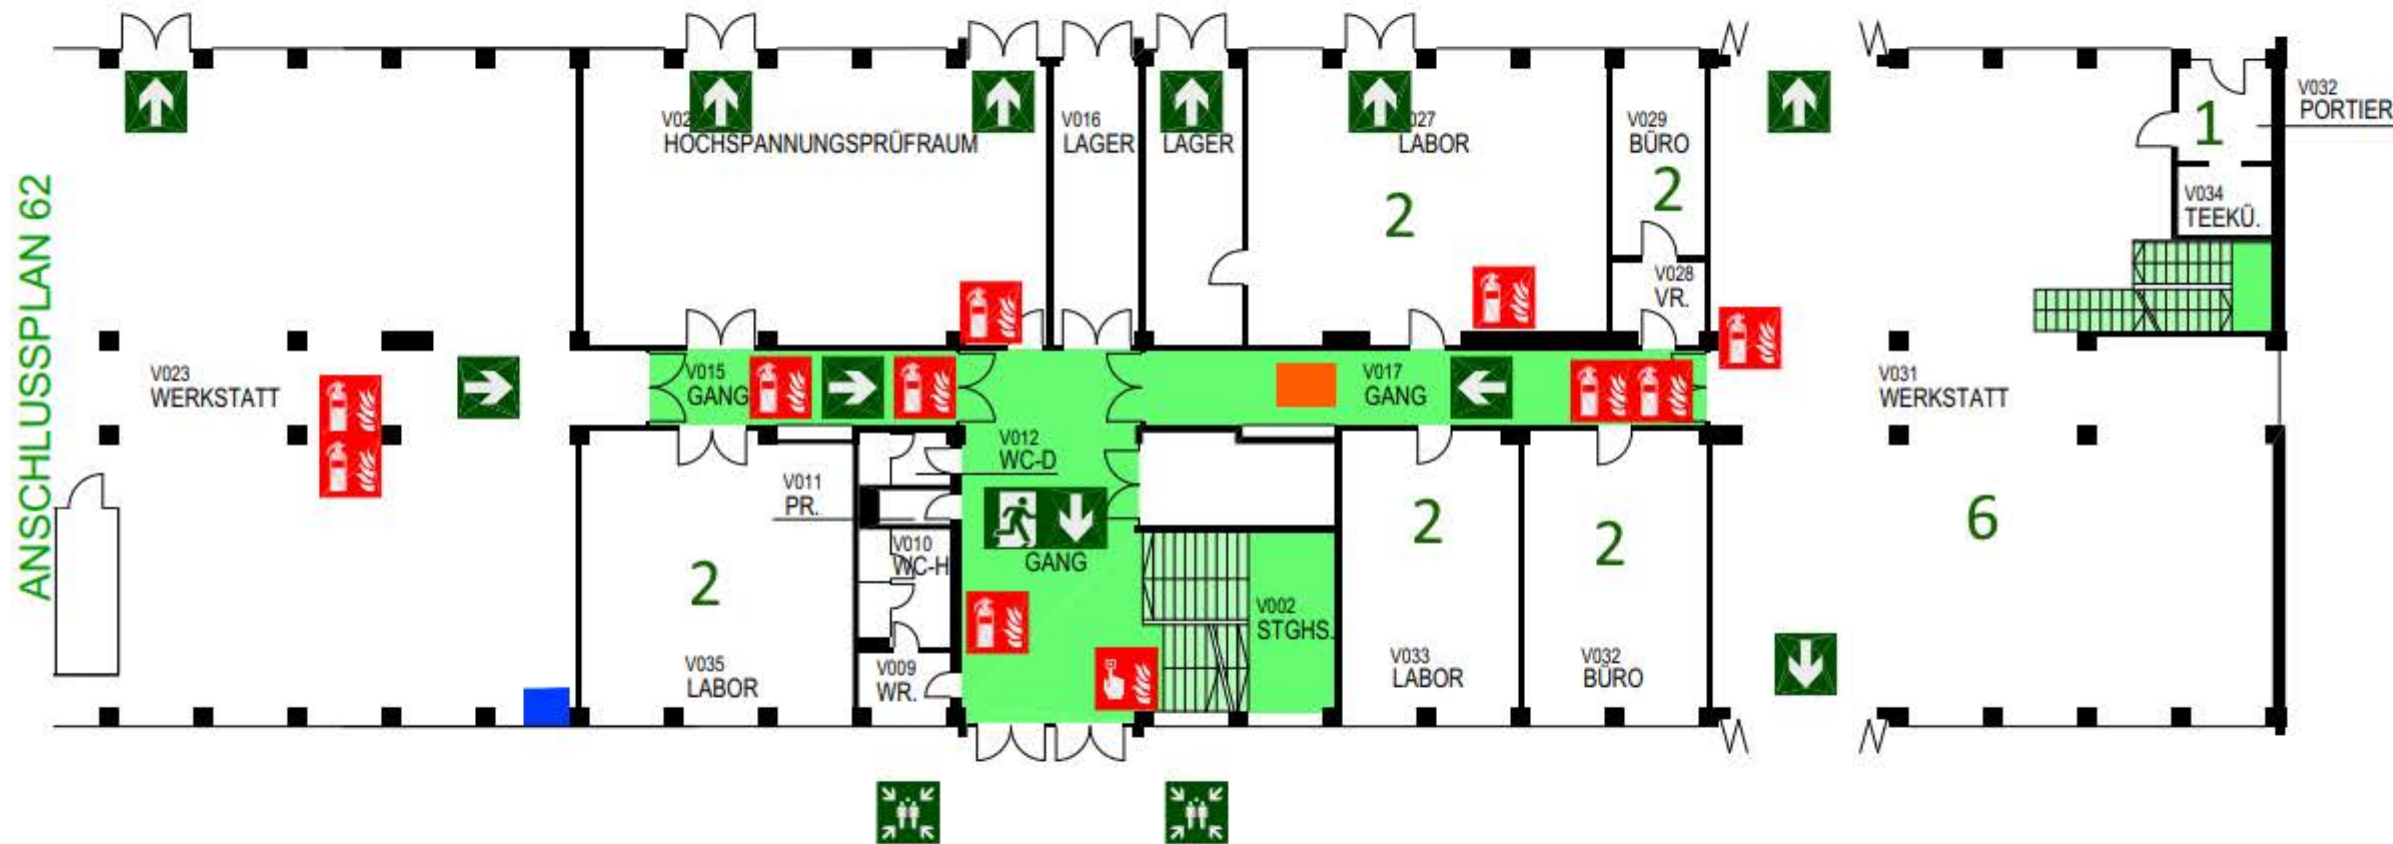 ANSCHLUSSPLAN 62
HOCHSPANNUNGSPRÜFRAUM
V016
LAGER
LAGER
LABOR
2
V029
BÜRO
2
V028
VR.
1
V032
PORTIER
V034
TEEKÜ.
V023
WERKSTATT
V015
GANG
V017
GANG
V031
WERKSTATT
V012
WC-D
V011
PR.
V010
WC-H
GANG
2
V035
LABOR
V009
WR.
V002
STGHS.
2
V033
LABOR
2
V032
BÜRO
6